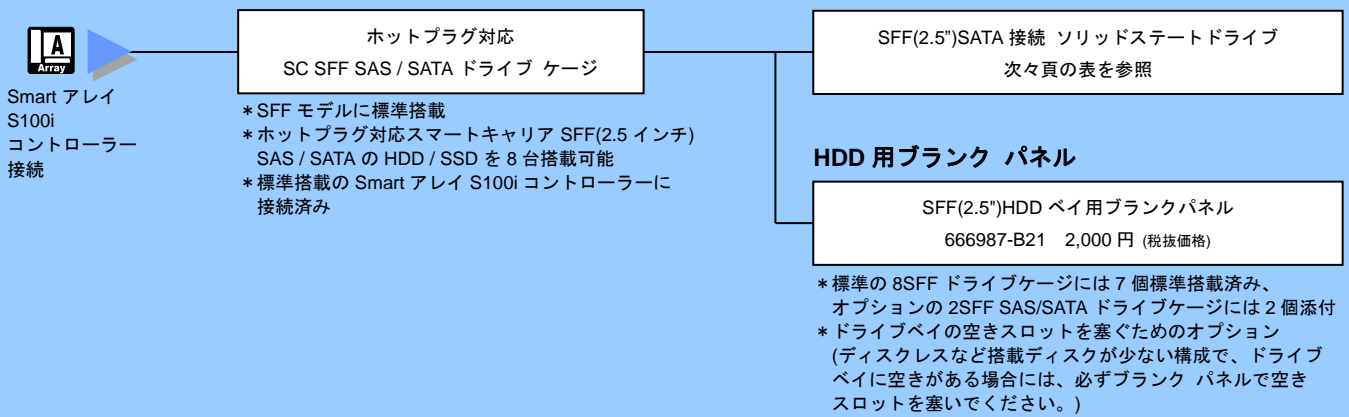 A
Array
Smart アレイ
S100i
コントローラー
接続
ホットプラグ対応
SC SFF SAS / SATA ドライブ ケージ
＊SFF モデルに標準搭載
＊ホットプラグ対応スマートキャリア SFF(2.5 インチ)
SAS / SATA の HDD / SSD を 8 台搭載可能
＊標準搭載の Smart アレイ S100i コントローラーに
接続済み
SFF(2.5”)SATA 接続 ソリッドステートドライブ
次々頁の表を参照
HDD 用ブランク パネル
SFF(2.5")HDD ベイ用ブランクパネル
666987-B21 2,000 円 (税抜価格)
＊標準の 8SFF ドライブケージには 7 個標準搭載済み、
オプションの 2SFF SAS/SATA ドライブケージには 2 個添付
＊ドライブベイの空きスロットを塞ぐためのオプション
(ディスクレスなど搭載ディスクが少ない構成で、ドライブ
ベイに空きがある場合には、必ずブランク パネルで空き
スロットを塞いでください。)